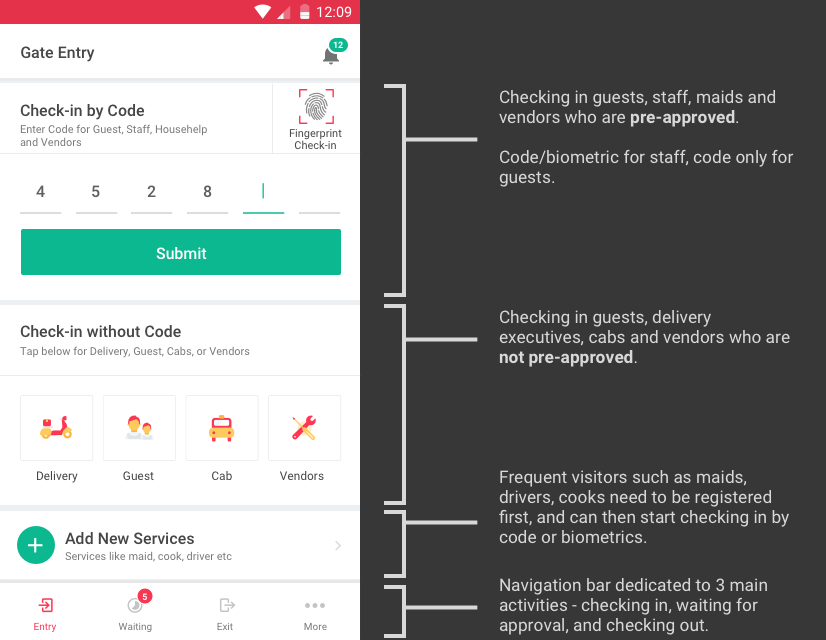 12:09
Gate Entry
12
Check-in by Code
Enter Code for Guest, Staff, Househelp
and Vendors
Fingerprint
Check-in
4 5 2 8
Submit
Check-in without Code
Tap below for Delivery, Guest, Cabs, or Vendors
Delivery Guest Cab Vendors
Add New Services
Services like maid, cook, driver etc
5
Entry Waiting Exit More
Checking in guests, staff, maids and
vendors who are pre-approved.
Code/biometric for staff, code only for
guests.
Checking in guests, delivery
executives, cabs and vendors who are
not pre-approved.
Frequent visitors such as maids,
drivers, cooks need to be registered
first, and can then start checking in by
code or biometrics.
Navigation bar dedicated to 3 main
activities - checking in, waiting for
approval, and checking out.